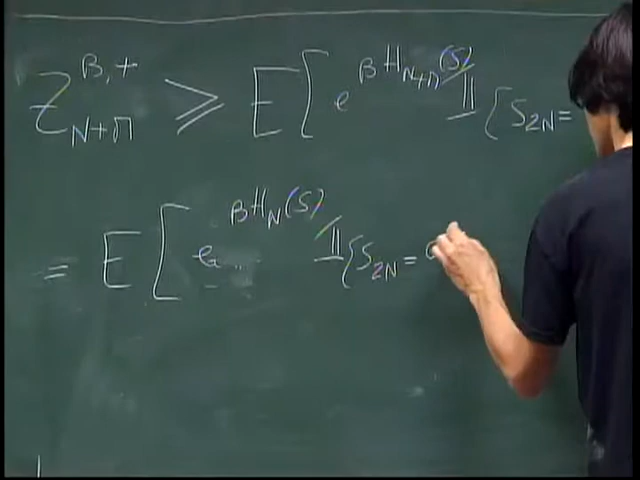 Z_{N+M}^{β,+} ≥ E[ e^{βH_{N+M}(S)} 𝟙{S_{2N}=
= E[ e^{βH_N(S)} 𝟙{S_{2N}=